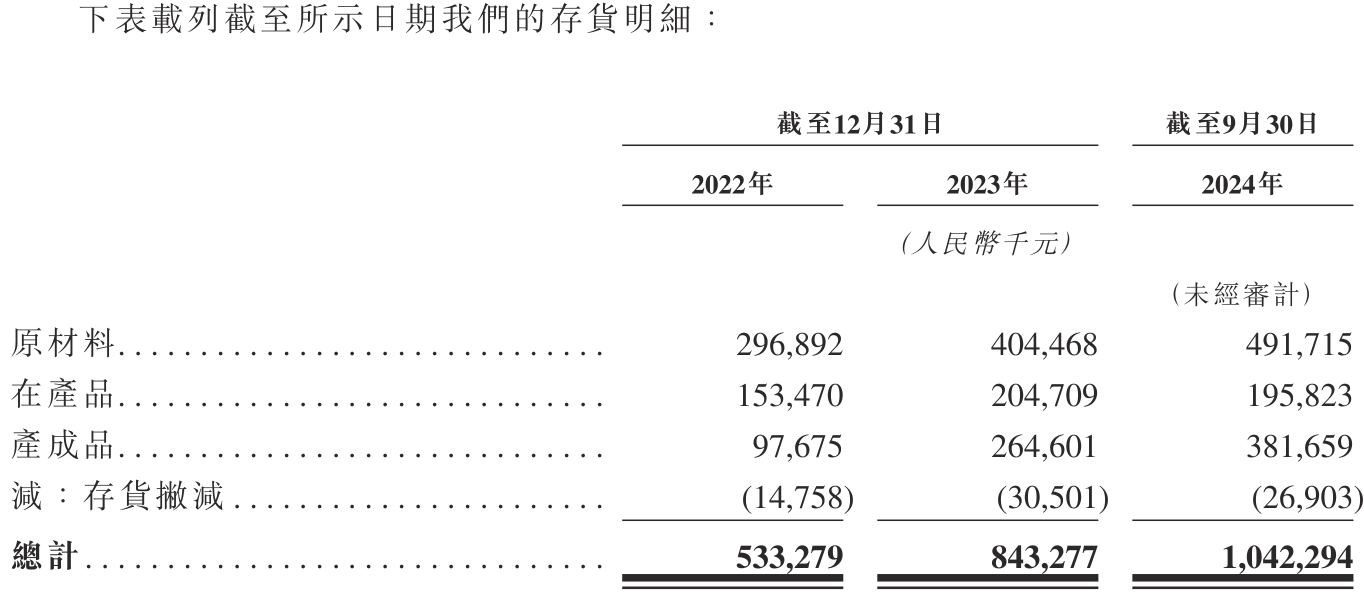 下表載列截至所示日期我們的存貨明細：
截至12月31日 截至9月30日
2022年 2023年 2024年
(人民幣千元)
(未經審計)
原材料.............................. 296,892 404,468 491,715
在產品.............................. 153,470 204,709 195,823
產成品.............................. 97,675 264,601 381,659
減：存貨撇減....................... (14,758) (30,501) (26,903)
總計................................ 533,279 843,277 1,042,294